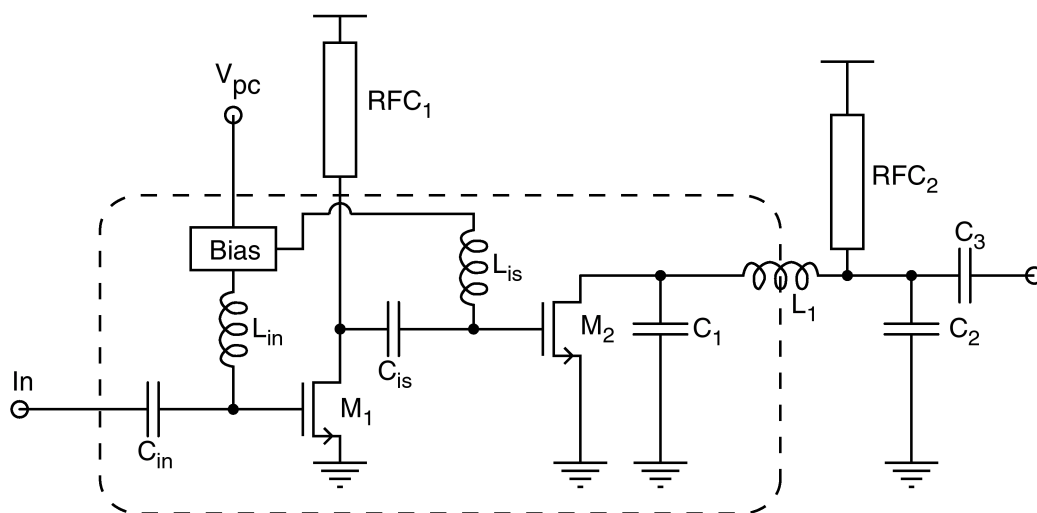 V_pc
RFC_1
RFC_2
Bias
C_3
L_is
L_in
L_1
M_2
C_1
C_2
C_is
In
M_1
C_in